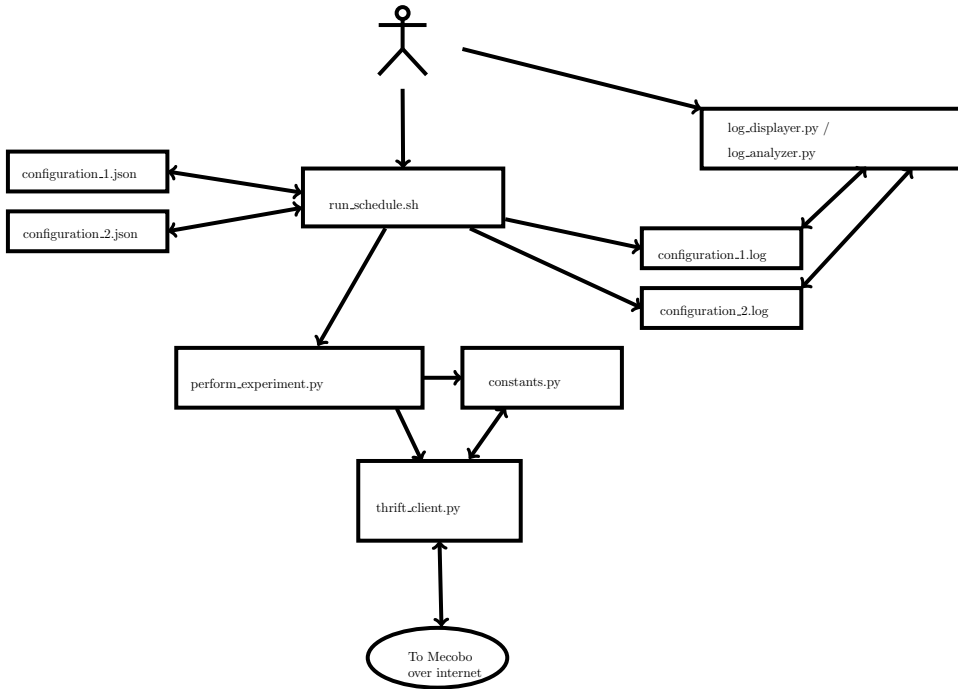 log_displayer.py /
log_analyzer.py
configuration_1.json
run_schedule.sh
configuration_2.json
configuration_1.log
configuration_2.log
perform_experiment.py
constants.py
thrift_client.py
To Mecobo
over internet